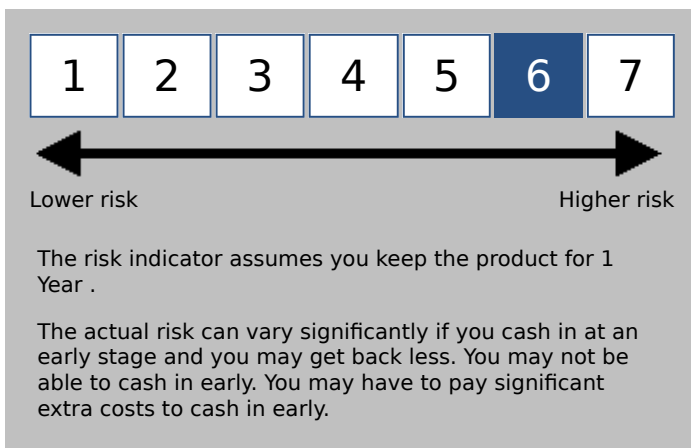 1 2 3 4 5 6 7
Lower risk Higher risk
The risk indicator assumes you keep the product for 1
Year .
The actual risk can vary significantly if you cash in at an
early stage and you may get back less. You may not be
able to cash in early. You may have to pay significant
extra costs to cash in early.